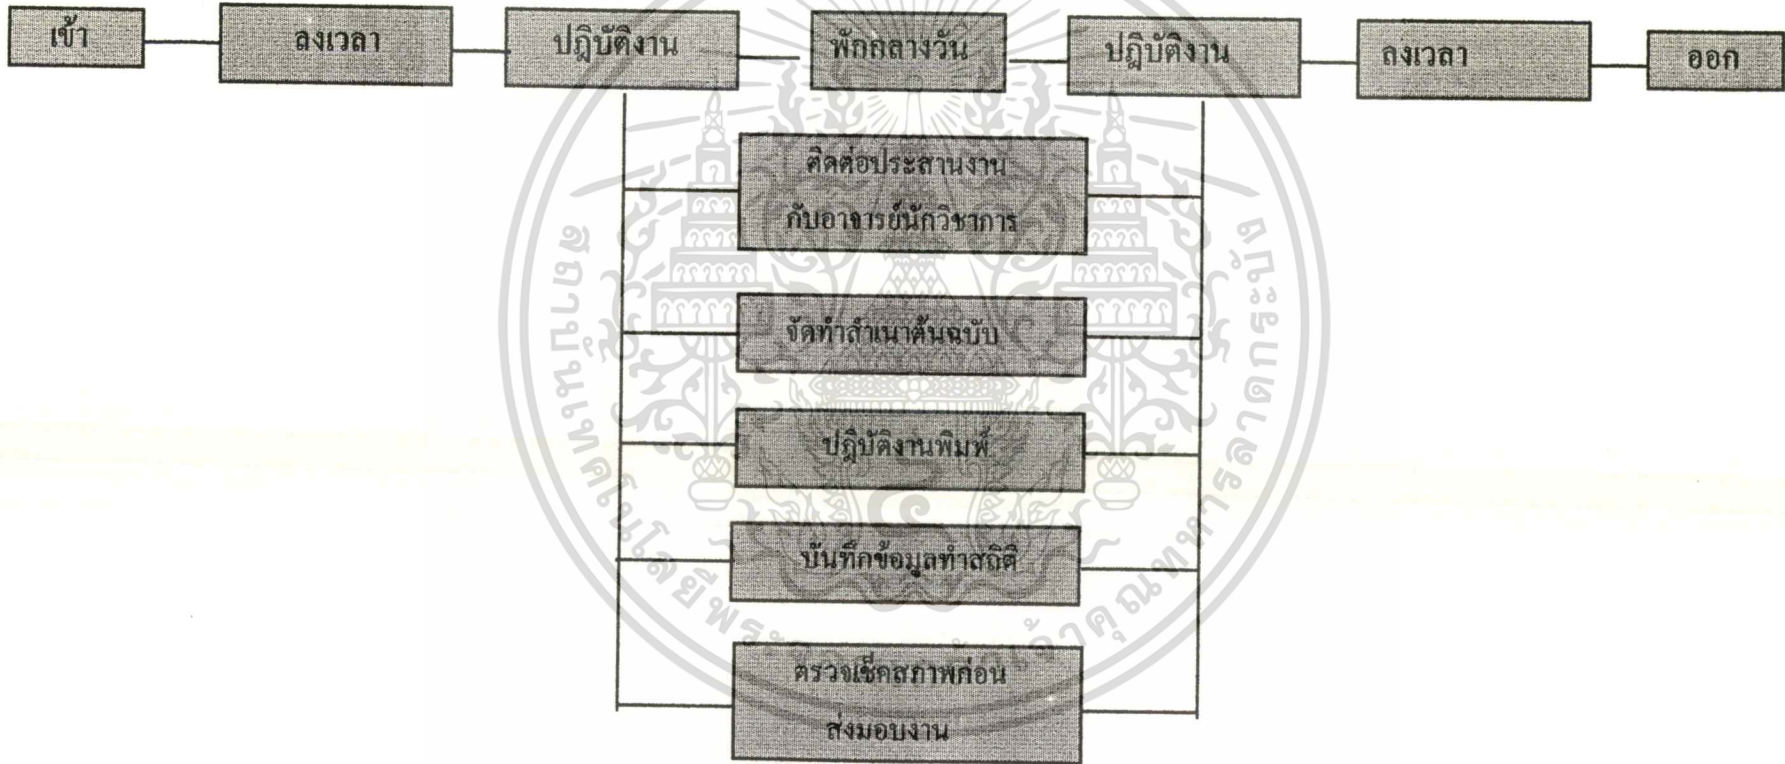 เข้า
ลงเวลา
ปฏิบัติงาน
พักกลางวัน
ปฏิบัติงาน
ลงเวลา
ออก
ติดต่อประสานงาน
กับอาจารย์นักวิชาการ
จัดทำสำเนาต้นฉบับ
ปฏิบัติงานพิมพ์
บันทึกข้อมูลทำสถิติ
ตรวจเช็คสภาพก่อน
ส่งมอบงาน